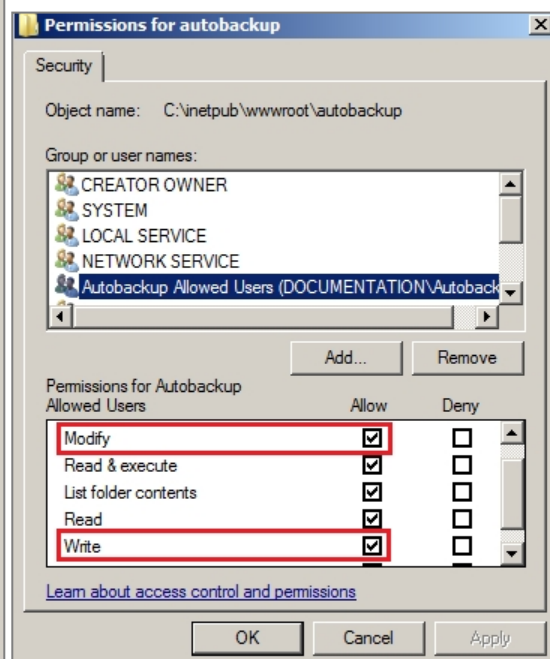 Permissions for autobackup
Security
Object name: C:\inetpub\wwwroot\autobackup
Group or user names:
CREATOR OWNER
SYSTEM
LOCAL SERVICE
NETWORK SERVICE
Autobackup Allowed Users (DOCUMENTATION\Autoback
Add...
Remove
Permissions for Autobackup
Allowed Users
Allow
Deny
Modify
Read & execute
List folder contents
Read
Write
Learn about access control and permissions
OK
Cancel
Apply